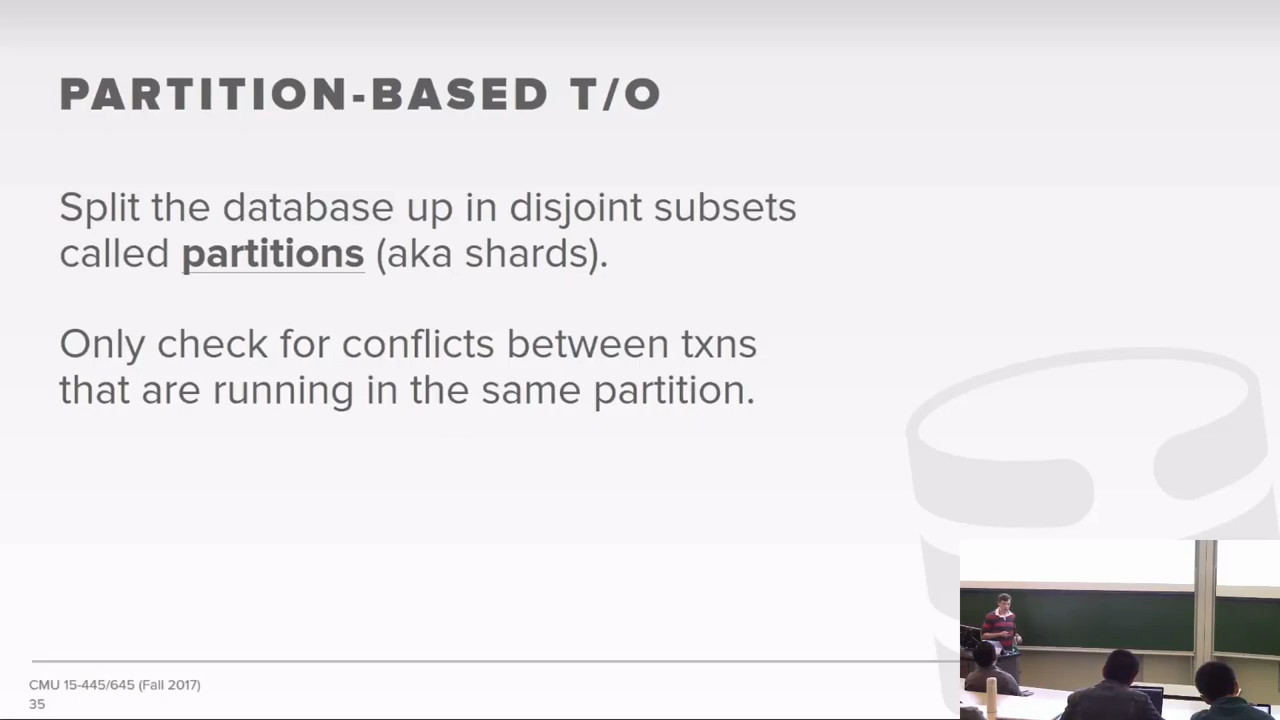 PARTITION-BASED T/O
Split the database up in disjoint subsets
called partitions (aka shards).
Only check for conflicts between txns
that are running in the same partition.
CMU 15-445/645 (Fall 2017)
35